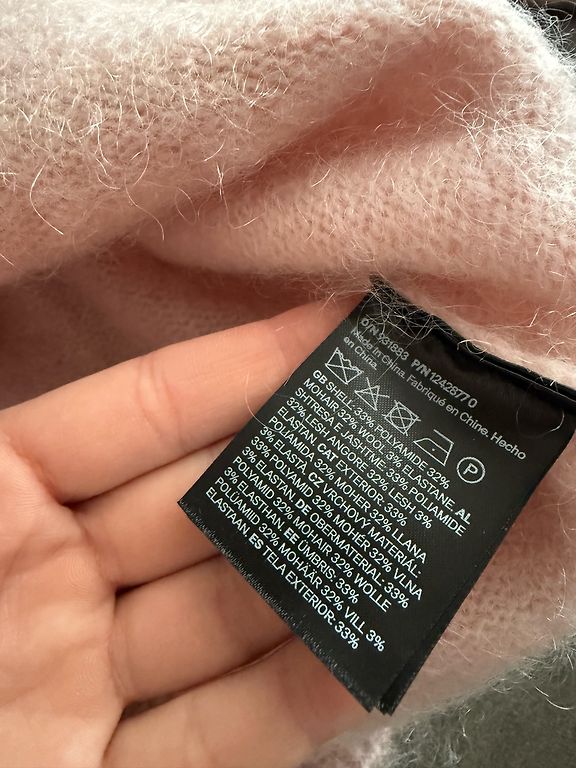 O/N X31893 P/N 1242877 0
Made in China. Fabriqué en Chine. Hecho
en China.
P
GB SHELL: 33% POLYAMIDE 32%
MOHAIR 32% WOOL 3% ELASTANE AL
SHTRESA E JASHTME: 33% POLIAMIDE
32% LESH ANGORE 32% LESH 3%
ELASTAN. CAT EXTERIOR: 33%
POLIAMIDA 32% MOHER 32% LLANA
3% ELASTÀ. CZ VRCHOVÝ MATERIÁL:
33% POLYAMID 32% MOHÉR 32% VLNA
3% ELASTAN DE OBERMATERIAL: 33%
POLYAMID 32% MOHAIR 32% WOLLE
3% ELASTHAN. EE ÜMBRIS: 33%
POLÜAMIID 32% MOHÄÄR 32% VILL 3%
ELASTAAN. ES TELA EXTERIOR: 33%